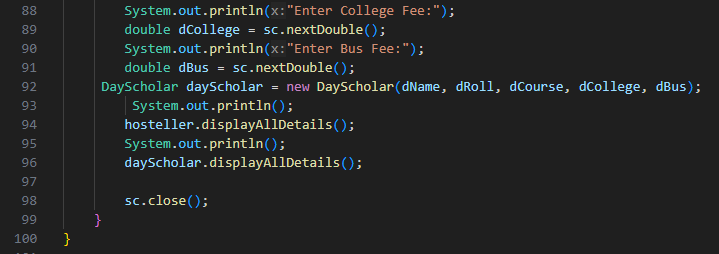 88 System.out.println(x:"Enter College Fee:");
89 double dCollege = sc.nextDouble();
90 System.out.println(x:"Enter Bus Fee:");
91 double dBus = sc.nextDouble();
92 DayScholar dayScholar = new DayScholar(dName, dRoll, dCourse, dCollege, dBus);
93 System.out.println();
94 hosteller.displayAllDetails();
95 System.out.println();
96 dayScholar.displayAllDetails();
97
98 sc.close();
99 }
100 }